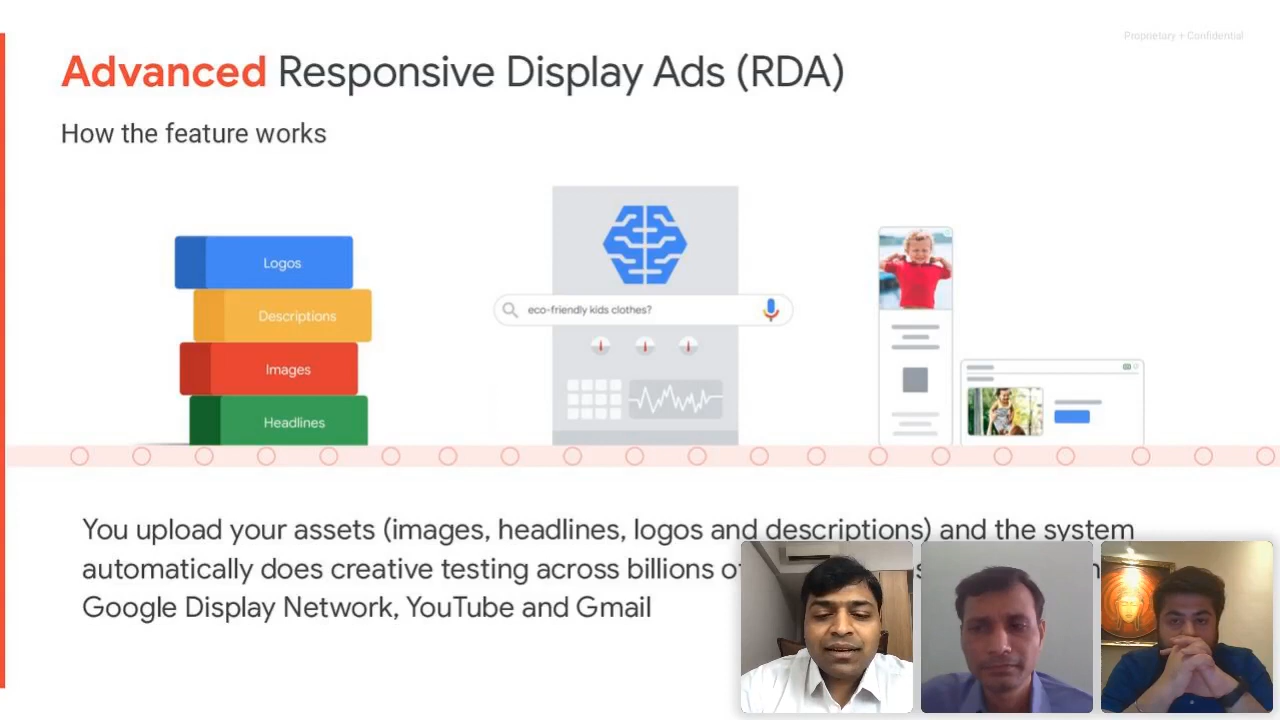 Proprietary + Confidential
Advanced Responsive Display Ads (RDA)
How the feature works
Logos
Descriptions
Images
Headlines
eco-friendly kids clothes?
You upload your assets (images, headlines, logos and descriptions) and the system
automatically does creative testing across billions
Google Display Network, YouTube and Gmail